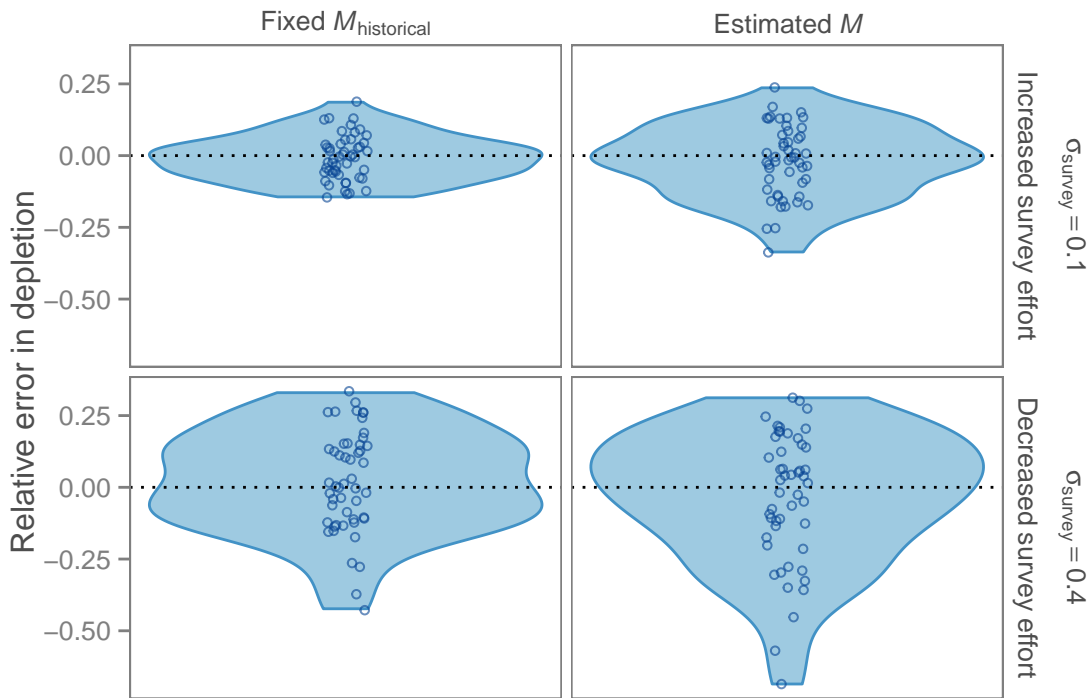 Fixed M_historical
Estimated M
Relative error in depletion
0.25
0.00
−0.25
−0.50
σ_survey = 0.1
Increased survey effort
0.25
0.00
−0.25
−0.50
σ_survey = 0.4
Decreased survey effort